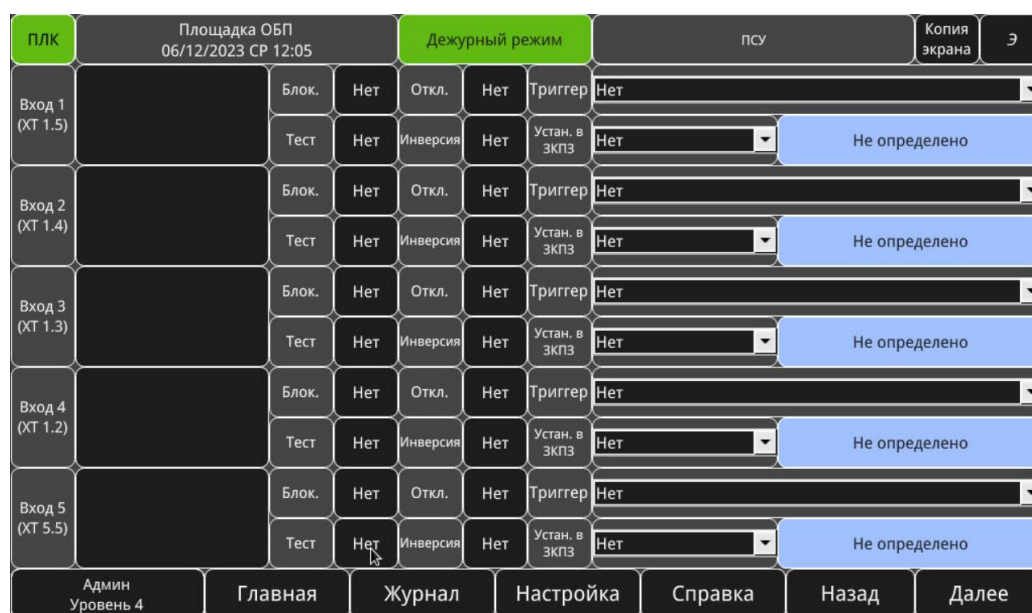 ПЛК
Площадка ОБП
06/12/2023 СР 12:05
Дежурный режим
ПСУ
Копия
экрана
Э
Вход 1
(XT 1.5)
Блок. Нет Откл. Нет Триггер Нет
Тест Нет Инверсия Нет Устан. в
ЗКПЗ
Нет Не определено
Вход 2
(XT 1.4)
Блок. Нет Откл. Нет Триггер Нет
Тест Нет Инверсия Нет Устан. в
ЗКПЗ
Нет Не определено
Вход 3
(XT 1.3)
Блок. Нет Откл. Нет Триггер Нет
Тест Нет Инверсия Нет Устан. в
ЗКПЗ
Нет Не определено
Вход 4
(XT 1.2)
Блок. Нет Откл. Нет Триггер Нет
Тест Нет Инверсия Нет Устан. в
ЗКПЗ
Нет Не определено
Вход 5
(XT 5.5)
Блок. Нет Откл. Нет Триггер Нет
Тест Нет Инверсия Нет Устан. в
ЗКПЗ
Нет Не определено
Админ
Уровень 4
Главная Журнал Настройка Справка Назад Далее